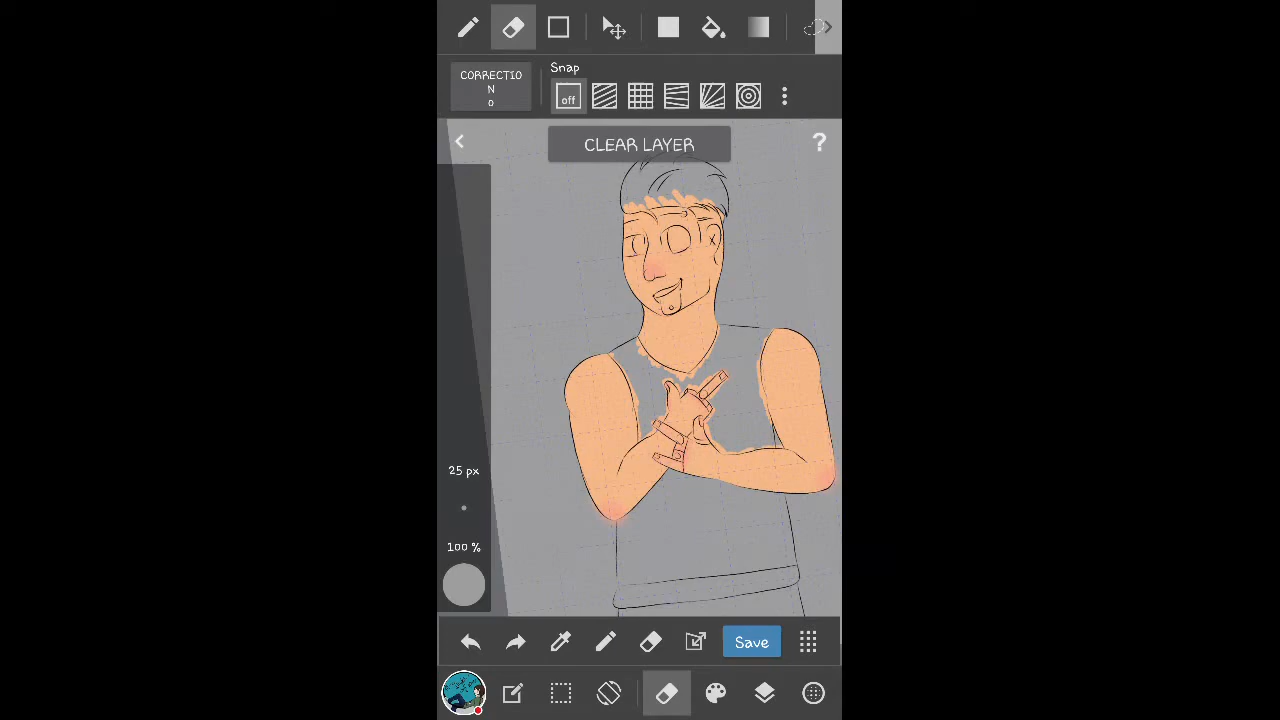 CORRECTIO
N
0
Snap
off
CLEAR LAYER
?
25 px
100 %
Save